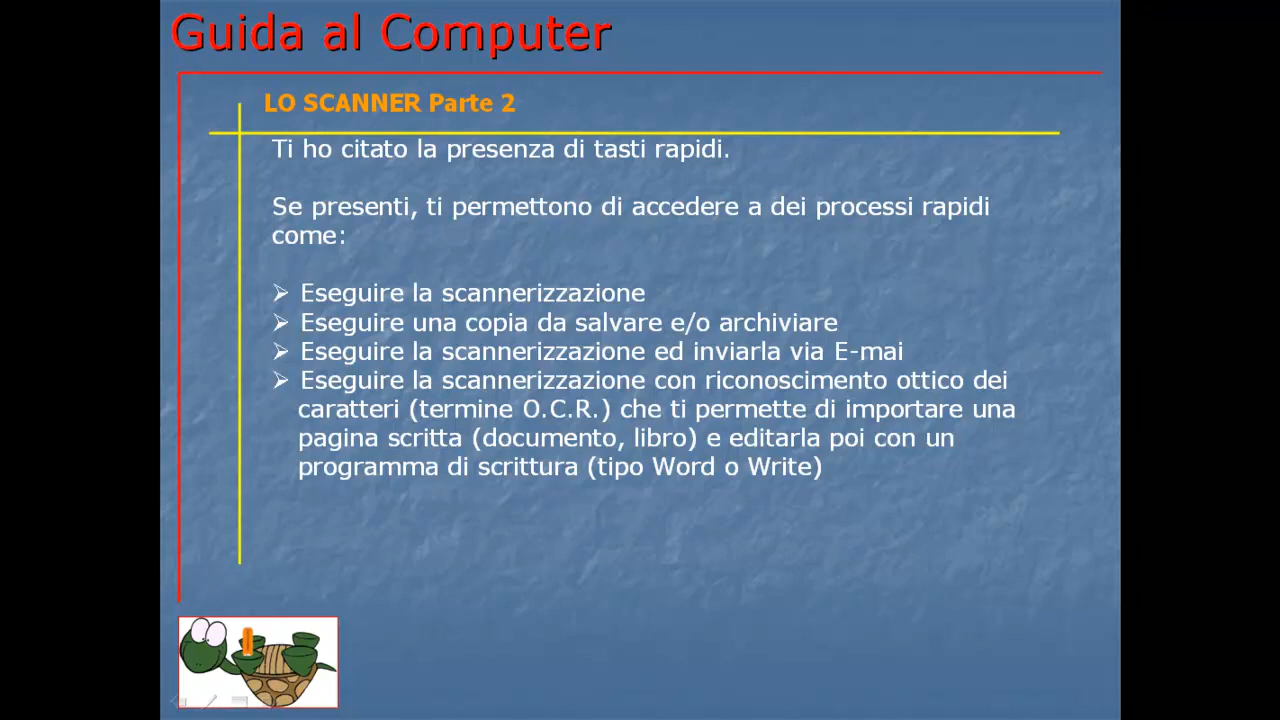 Guida al Computer
LO SCANNER Parte 2
Ti ho citato la presenza di tasti rapidi.
Se presenti, ti permettono di accedere a dei processi rapidi
come:
➢ Eseguire la scannerizzazione
➢ Eseguire una copia da salvare e/o archiviare
➢ Eseguire la scannerizzazione ed inviarla via E-mai
➢ Eseguire la scannerizzazione con riconoscimento ottico dei
caratteri (termine O.C.R.) che ti permette di importare una
pagina scritta (documento, libro) e editarla poi con un
programma di scrittura (tipo Word o Write)